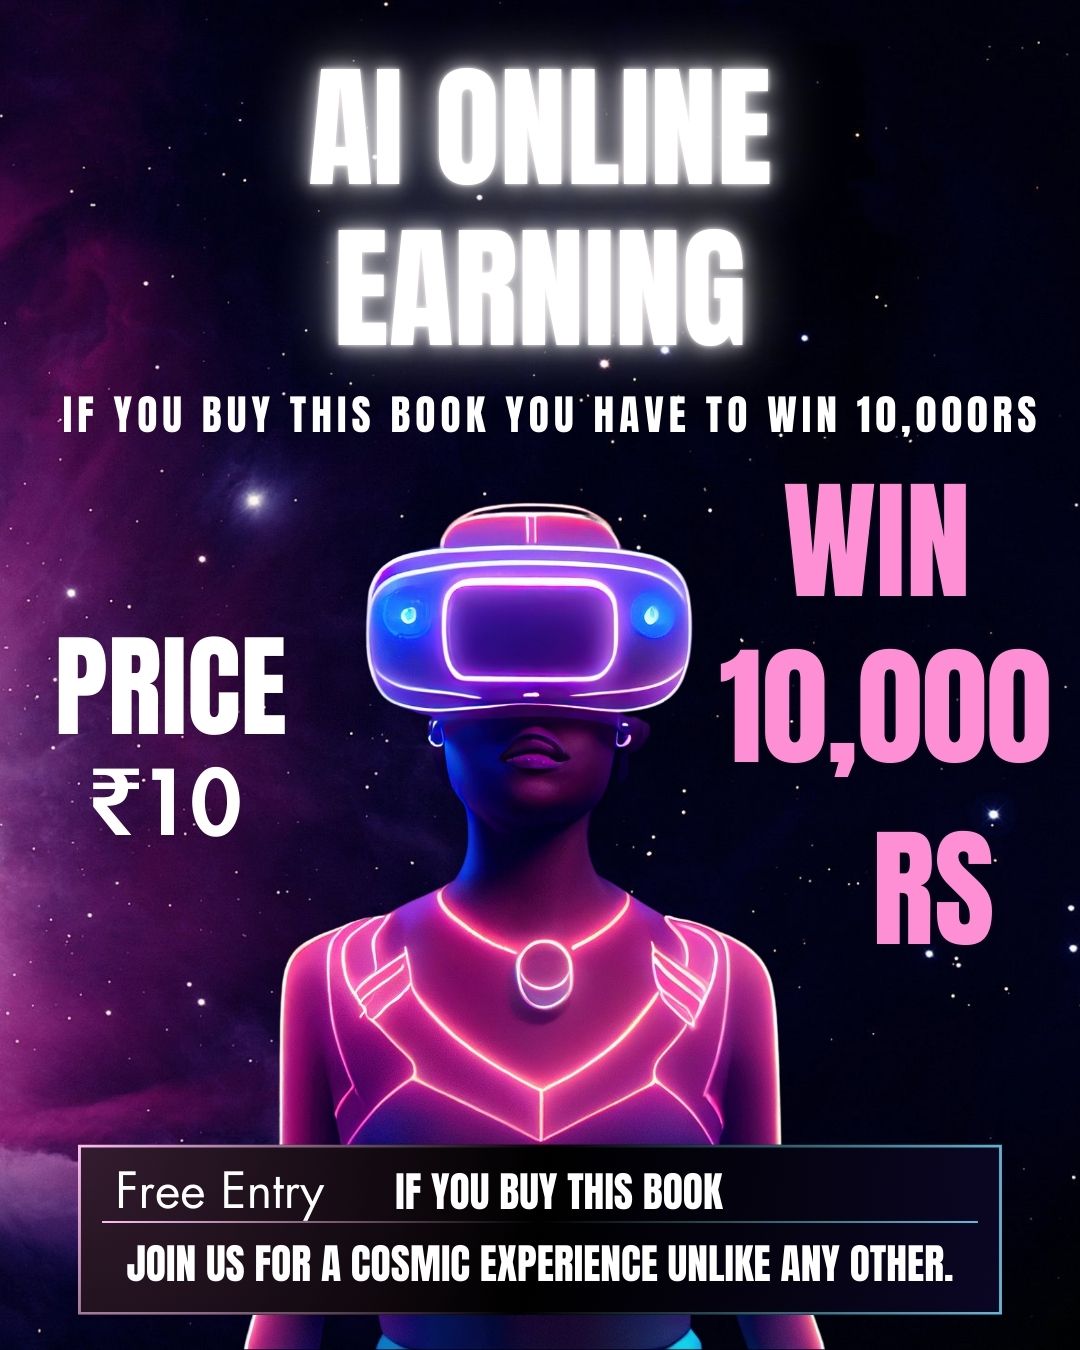 AI ONLINE
EARNING
IF YOU BUY THIS BOOK YOU HAVE TO WIN 10,000RS
WIN
10,000
RS
PRICE
₹10
Free Entry IF YOU BUY THIS BOOK
JOIN US FOR A COSMIC EXPERIENCE UNLIKE ANY OTHER.